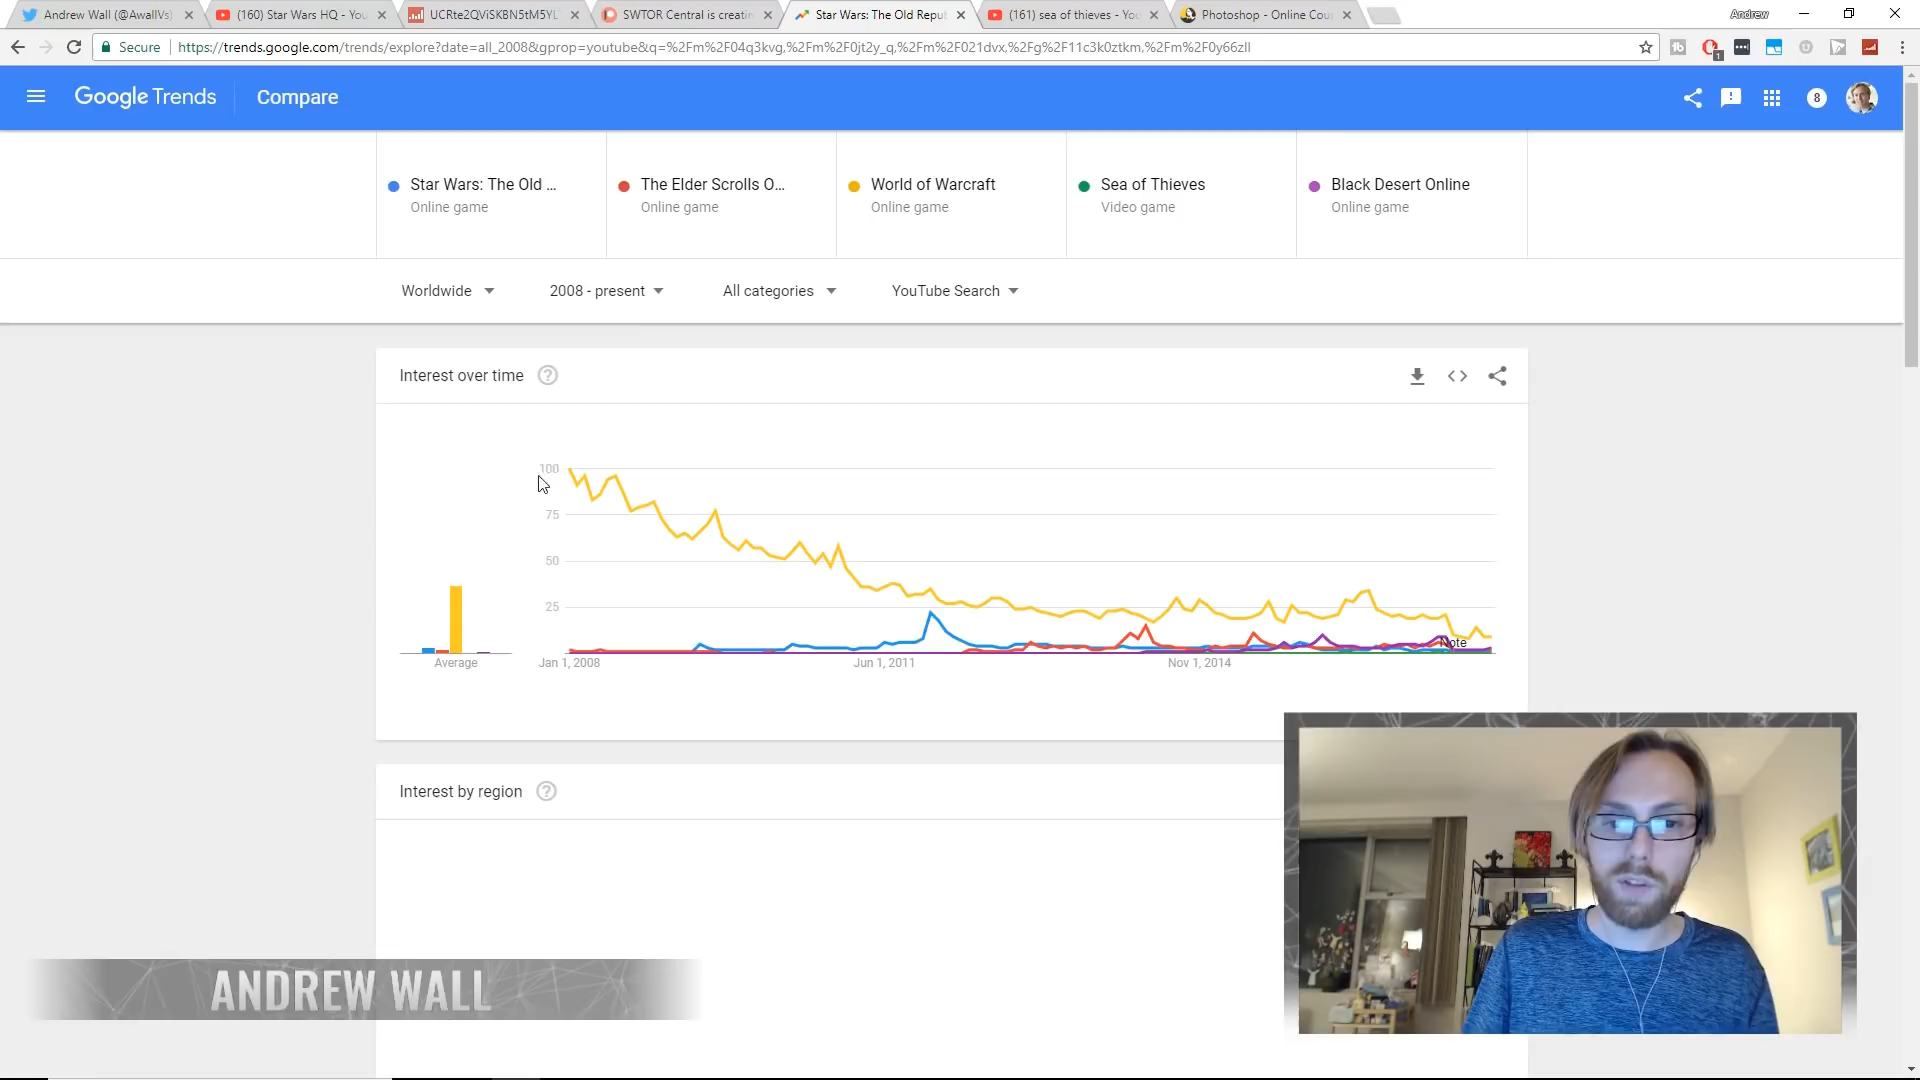 Andrew Wall (@AwallVs)
(160) Star Wars HQ - You
UCRte2QViSKBN5tM5YL
SWTOR Central is creatin
Star Wars: The Old Repu
(161) sea of thieves - Yo
Photoshop - Online Cou
Andrew
Secure
https://trends.google.com/trends/explore?date=all_2008&gprop=youtube&q=%2Fm%2F04q3kvg,%2Fm%2F0jt2y_q,%2Fm%2F021dvx,%2Fg%2F11c3k0ztkm,%2Fm%2F0y66zll
1
Google Trends
Compare
8
Star Wars: The Old ...
Online game
The Elder Scrolls O...
Online game
World of Warcraft
Online game
Sea of Thieves
Video game
Black Desert Online
Online game
Worldwide
2008 - present
All categories
YouTube Search
Interest over time
100
75
50
25
Note
Average
Jan 1, 2008
Jun 1, 2011
Nov 1, 2014
Interest by region
ANDREW WALL